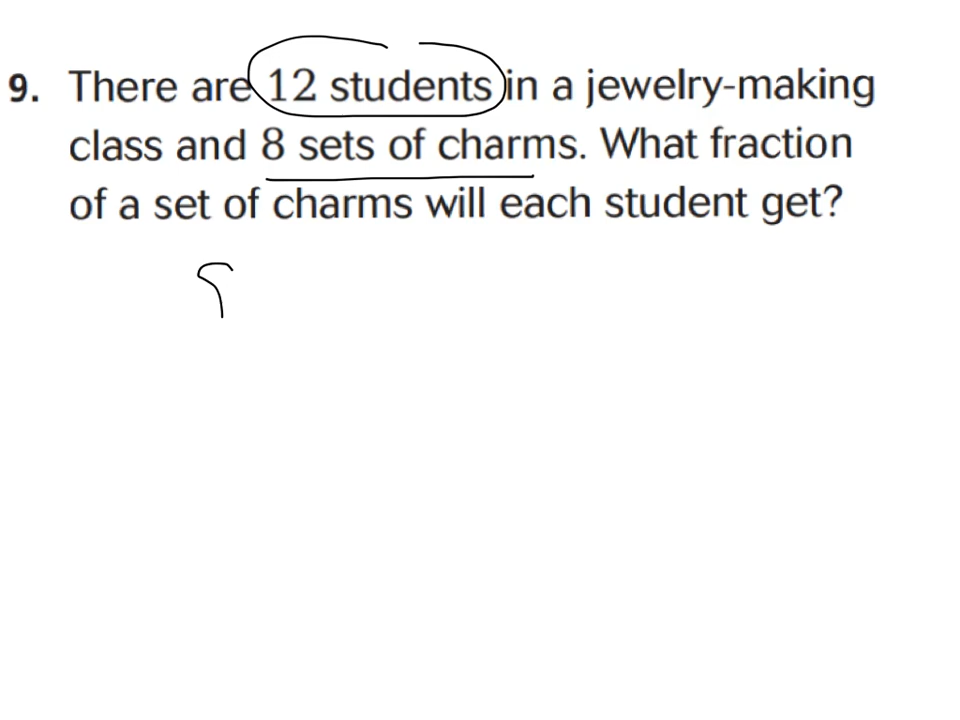 9. There are 12 students in a jewelry-making
class and 8 sets of charms. What fraction
of a set of charms will each student get?